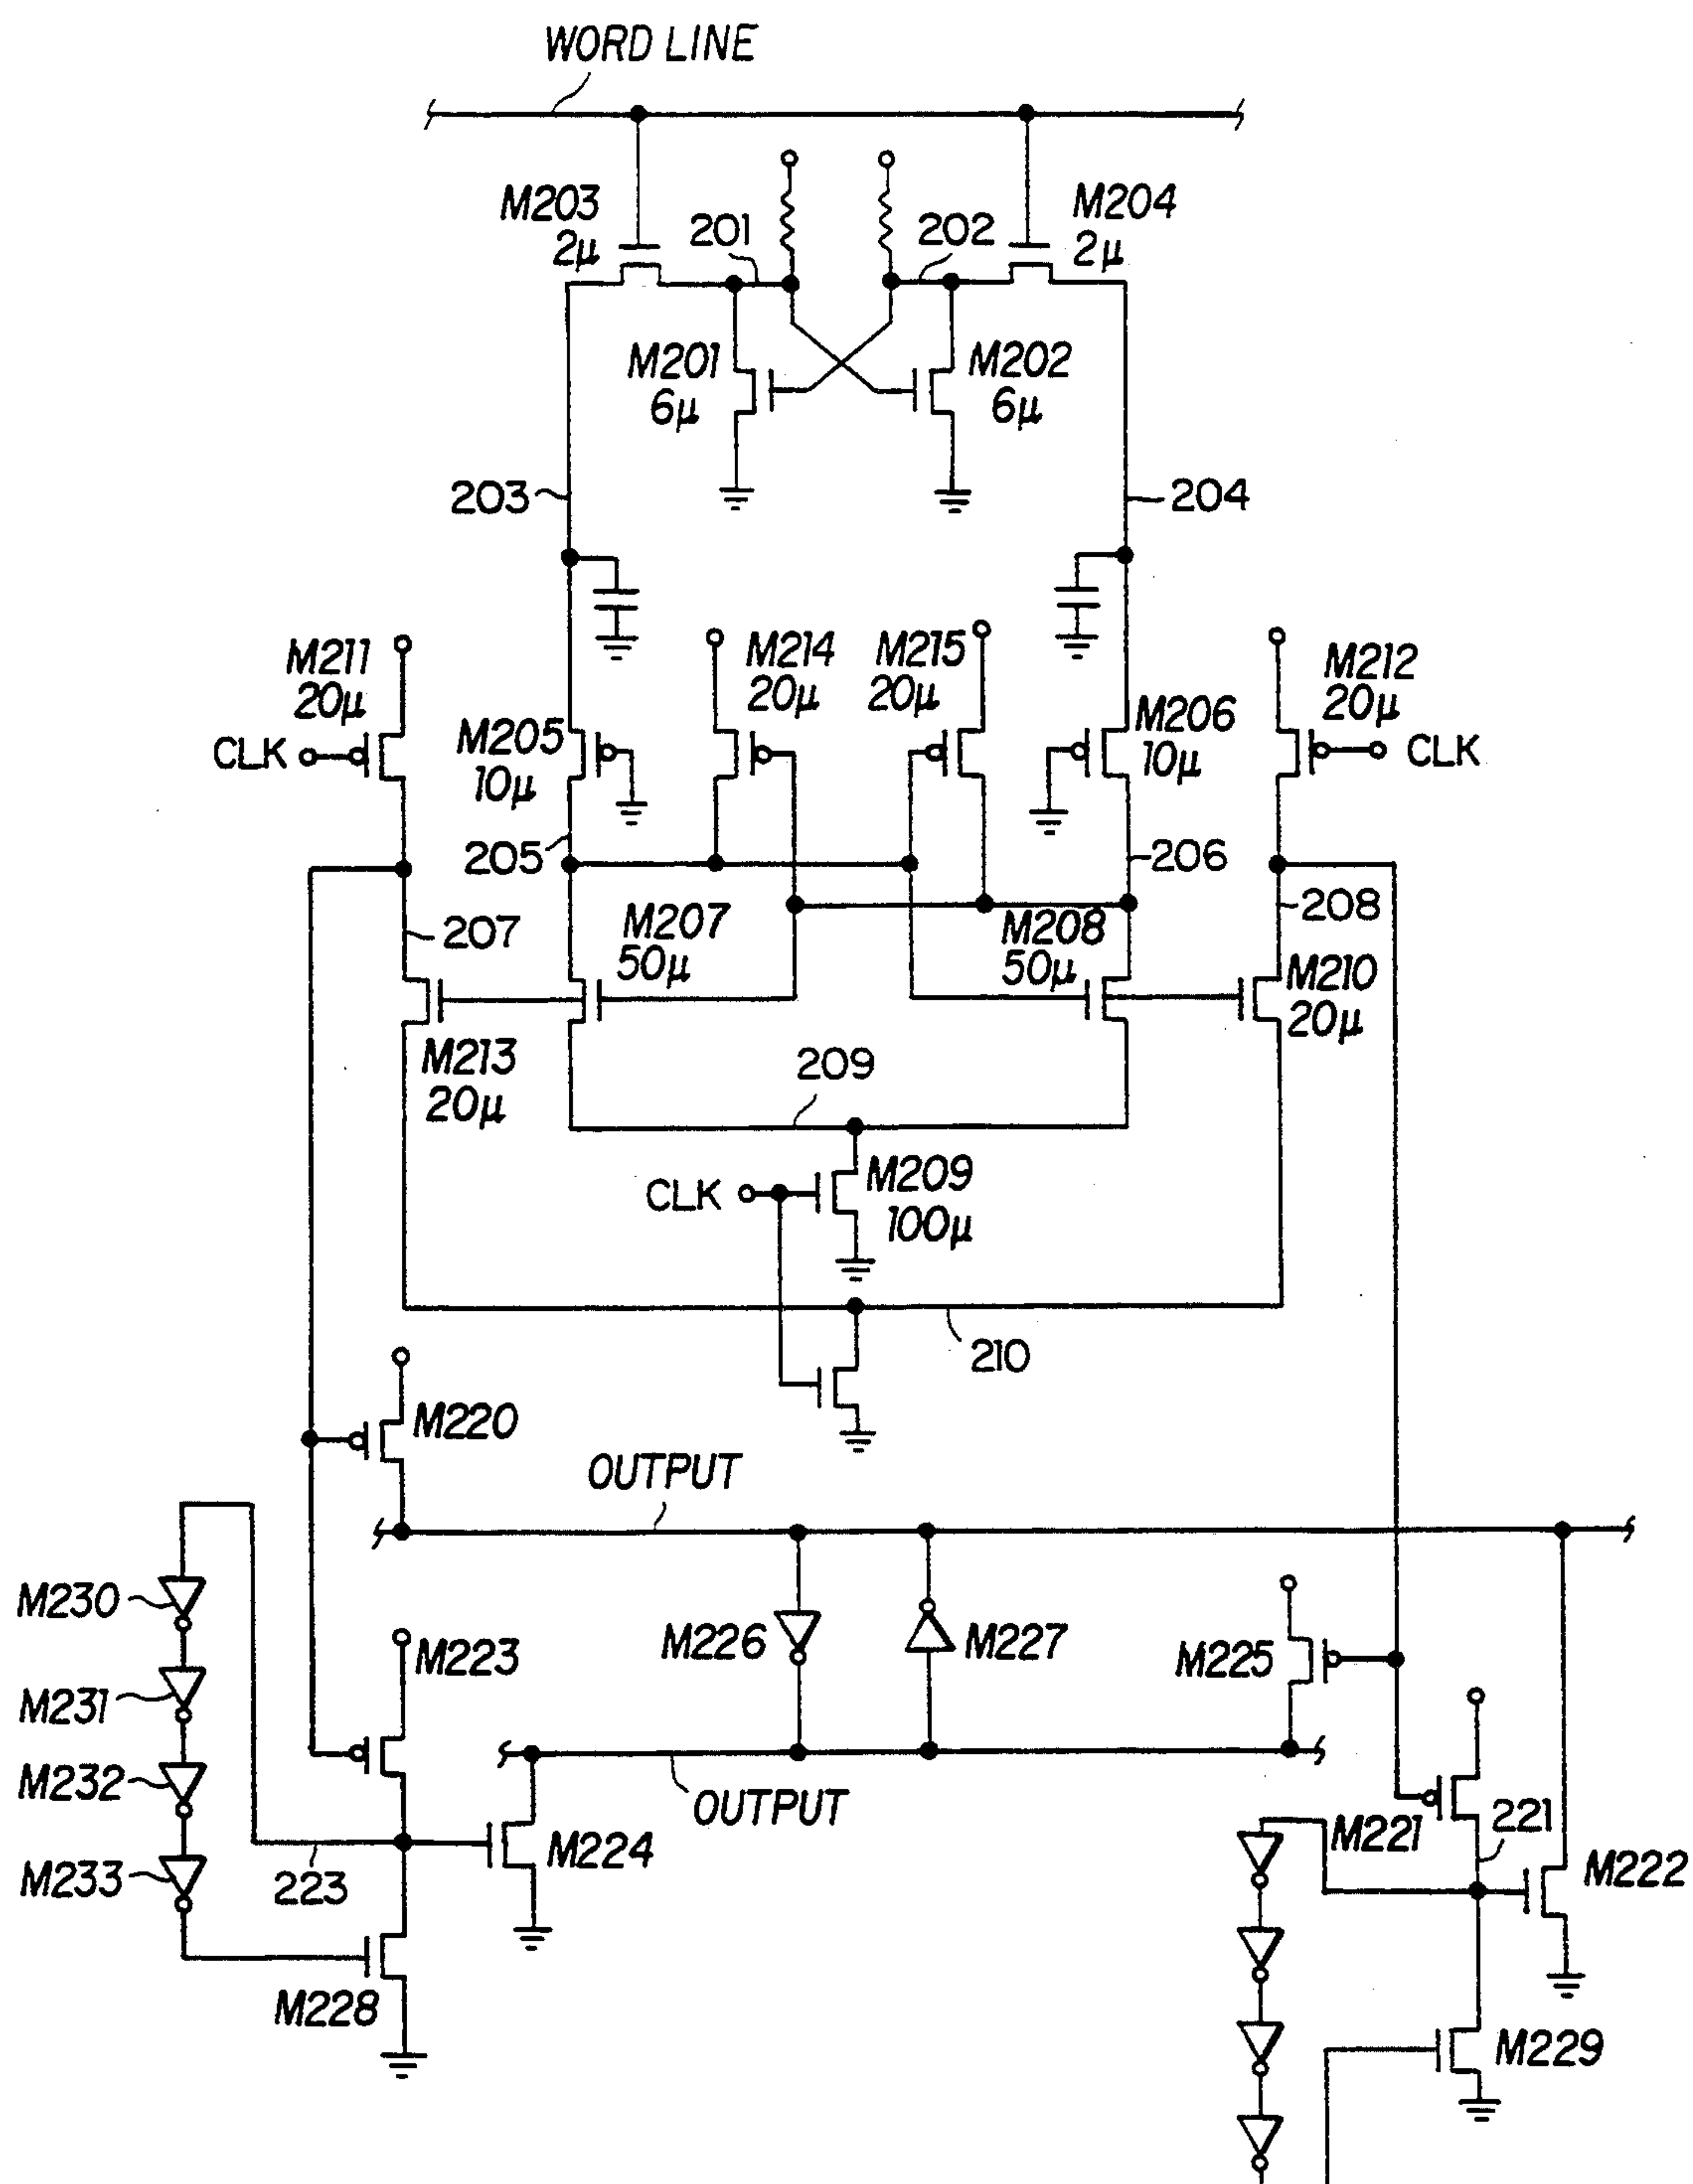 WORD LINE
M203
2µ
201
202
M204
2µ
M201
6µ
M202
6µ
203
204
M211
20µ
M214
20µ
M215
20µ
M212
20µ
CLK
M205
10µ
M206
10µ
CLK
205
206
207
M207
50µ
M208
50µ
208
M210
20µ
M213
20µ
209
CLK
M209
100µ
210
M220
OUTPUT
M230
M223
M226
M227
M225
M231
M232
OUTPUT
M221
221
M233
223
M224
M222
M228
M229